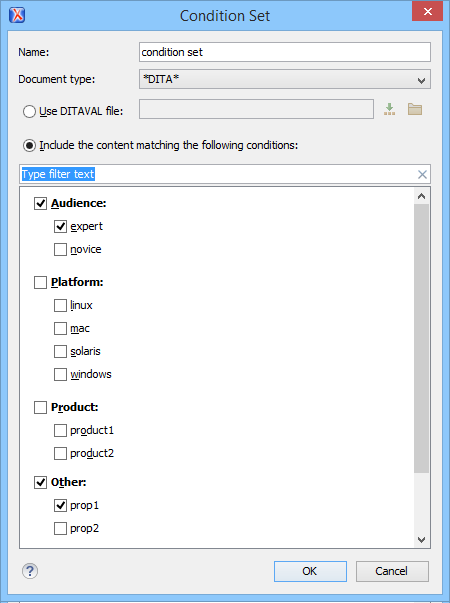 Condition Set
Name: condition set
Document type: *DITA*
Use DITAVAL file:
Include the content matching the following conditions:
Type filter text
Audience:
expert
novice
Platform:
linux
mac
solaris
windows
Product:
product1
product2
Other:
prop1
prop2
? OK Cancel